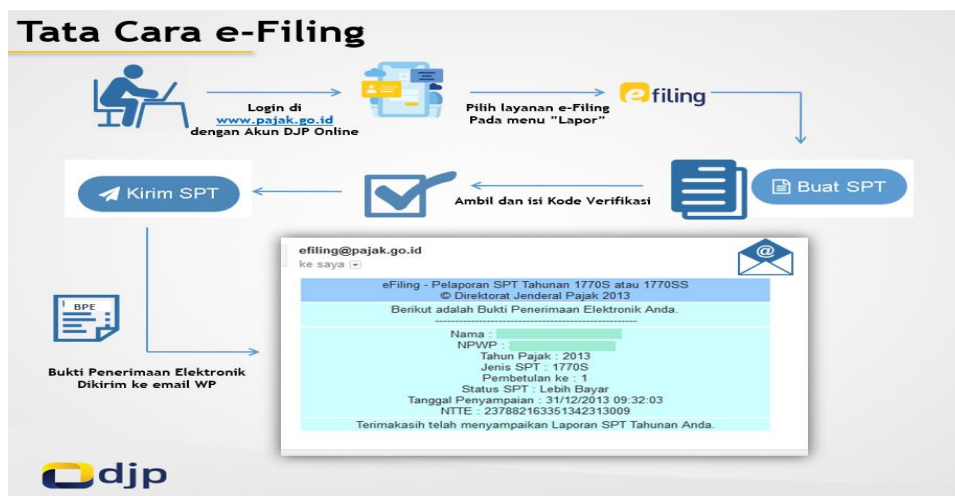 Tata Cara e-Filing
Login di
www.pajak.go.id
dengan Akun DJP Online
Pilih layanan e-Filing
Pada menu "Lapor"
efiling
Buat SPT
Ambil dan isi Kode Verifikasi
Kirim SPT
BPE
Bukti Penerimaan Elektronik
Dikirim ke email WP
@
efiling@pajak.go.id
ke saya
eFiling - Pelaporan SPT Tahunan 1770S atau 1770SS
© Direktorat Jenderal Pajak 2013
Berikut adalah Bukti Penerimaan Elektronik Anda.
Nama :
NPWP :
Tahun Pajak : 2013
Jenis SPT : 1770S
Pembetulan ke : 1
Status SPT : Lebih Bayar
Tanggal Penyampaian : 31/12/2013 09:32:03
NTTE : 237882163351342313009
Terimakasih telah menyampaikan Laporan SPT Tahunan Anda.
djp